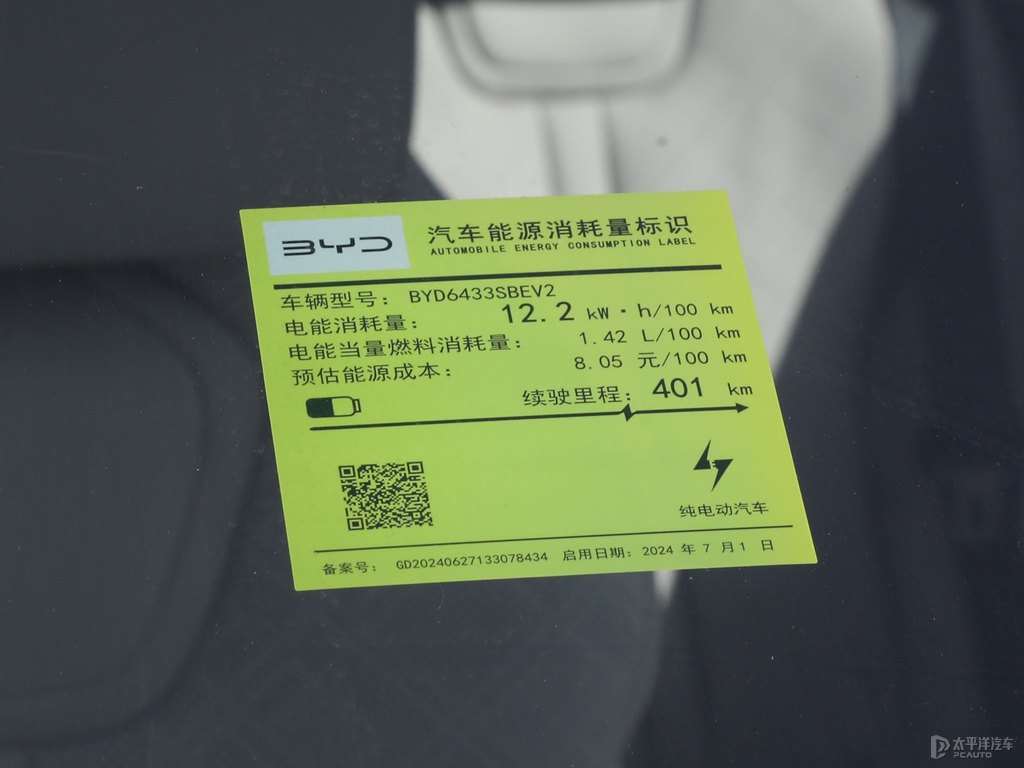 BYD
汽车能源消耗量标识
AUTOMOBILE ENERGY CONSUMPTION LABEL
车辆型号： BYD6433SBEV2
电能消耗量： 12.2 kW·h/100 km
电能当量燃料消耗量： 1.42 L/100 km
预估能源成本： 8.05 元/100 km
续驶里程： 401 km
纯电动汽车
备案号： GD20240627133078434 启用日期： 2024 年 7 月 1 日
太平洋汽车
PCAUTO